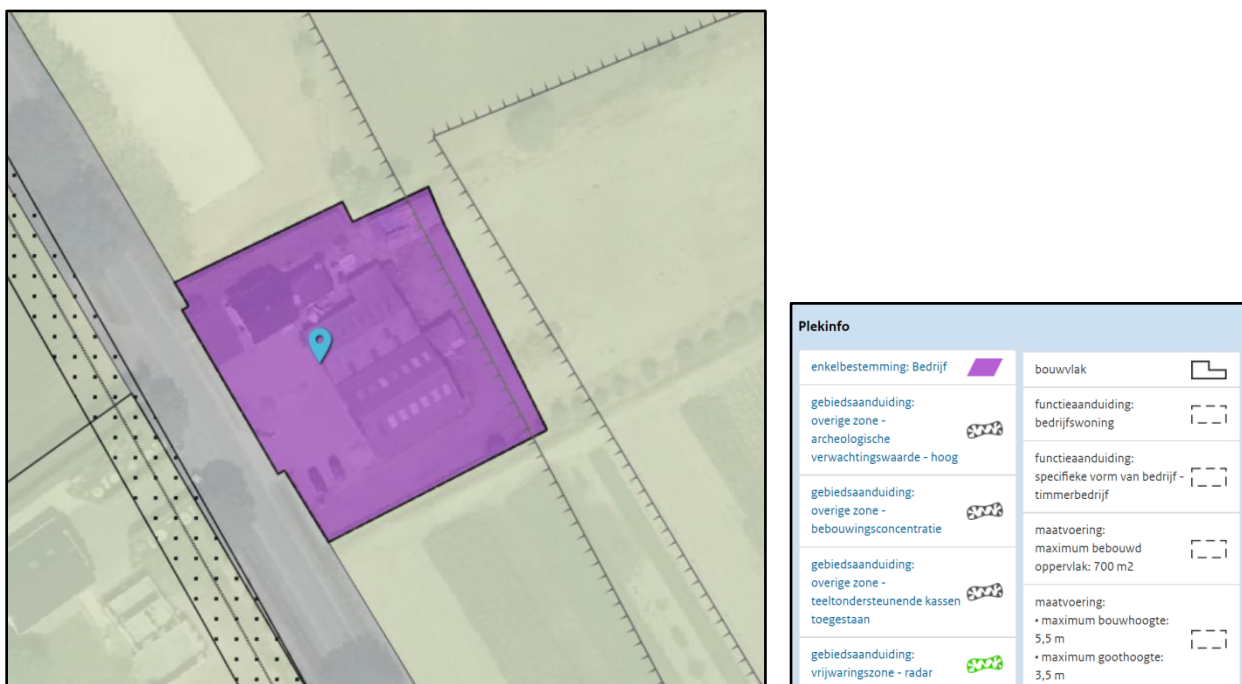 Plekinfo
enkelbestemming: Bedrijf
gebiedsaanduiding:
overige zone -
archeologische
verwachtingswaarde - hoog
gebiedsaanduiding:
overige zone -
bebouwingsconcentratie
gebiedsaanduiding:
overige zone -
teeltondersteunende kassen
toegestaan
gebiedsaanduiding:
vrijwaringszone - radar
bouwvlak
functieaanduiding:
bedrijfswoning
functieaanduiding:
specifieke vorm van bedrijf -
timmerbedrijf
maatvoering:
maximum bebouwd
oppervlak: 700 m2
maatvoering:
• maximum bouwhoogte:
5,5 m
• maximum goothoogte:
3,5 m